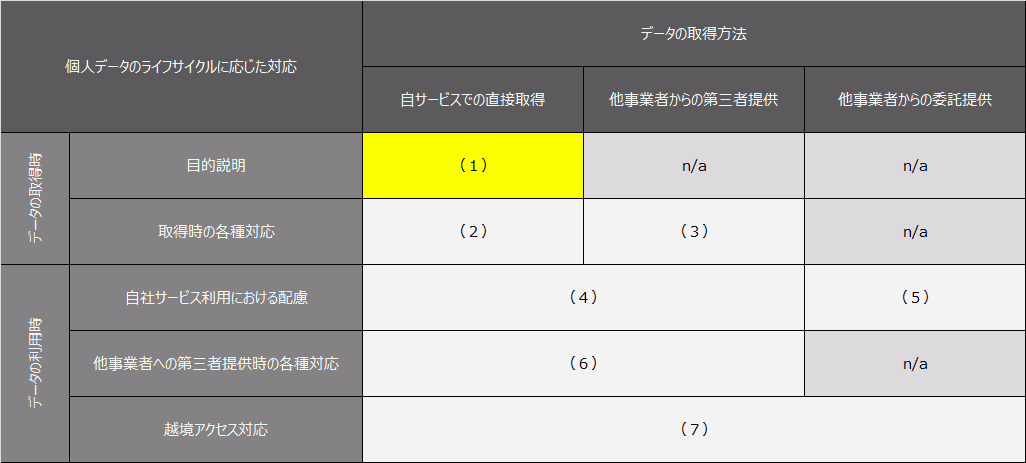 個人データのライフサイクルに応じた対応
データの取得方法
自サービスでの直接取得
他事業者からの第三者提供
他事業者からの委託提供
データの取得時
目的説明
（１）
n/a
n/a
取得時の各種対応
（２）
（３）
n/a
データの利用時
自社サービス利用における配慮
（４）
（５）
他事業者への第三者提供時の各種対応
（６）
n/a
越境アクセス対応
（７）